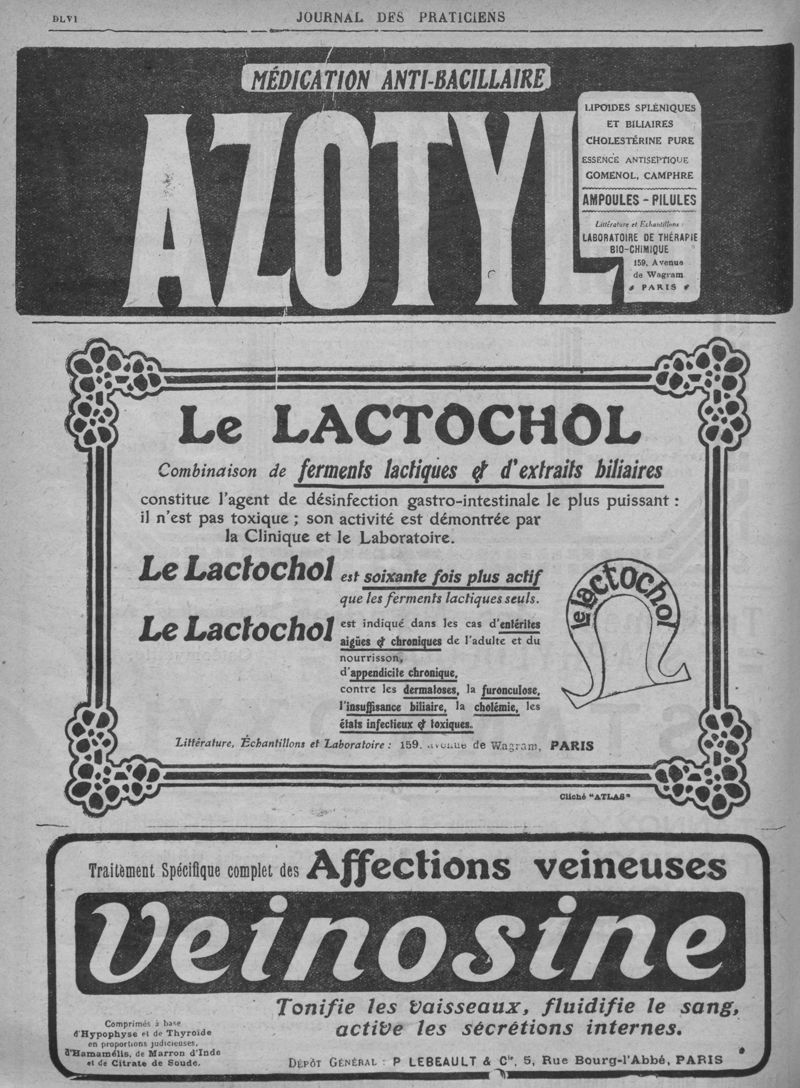 DLVI
JOURNAL DES PRATICIENS
MÉDICATION ANTI-BACILLAIRE
AZOTYL
LIPOÏDES SPLÉNIQUES
ET BILIAIRES
CHOLESTÉRINE PURE
ESSENCE ANTISEPTIQUE
GOMENOL, CAMPHRE
AMPOULES - PILULES
Littérature et Echantillons :
LABORATOIRE DE THÉRAPIE
BIO-CHIMIQUE
159, Avenue
de Wagram
PARIS
Le LACTOCHOL
Combinaison de ferments lactiques & d'extraits biliaires
constitue l'agent de désinfection gastro-intestinale le plus puissant :
il n'est pas toxique ; son activité est démontrée par
la Clinique et le Laboratoire.
Le Lactochol est soixante fois plus actif
que les ferments lactiques seuls.
Le Lactochol est indiqué dans les cas d'entérites
aigües & chroniques de l'adulte et du
nourrisson,
d'appendicite chronique,
contre les dermatoses, la furonculose,
l'insuffisance biliaire, la cholémie, les
états infectieux & toxiques.
le lactochol
Littérature, Échantillons et Laboratoire : 159, avenue de Wagram, PARIS
Cliché "ATLAS"
Traitement Spécifique complet des Affections veineuses
Veinosine
Comprimés à base
d'Hypophyse et de Thyroïde
en proportions judicieuses,
d'Hamamélis, de Marron d'Inde
et de Citrate de Soude.
Tonifie les vaisseaux, fluidifie le sang,
active les sécrétions internes.
DÉPÔT GÉNÉRAL : P. LEBEAULT & Cie, 5, Rue Bourg-l'Abbé, PARIS